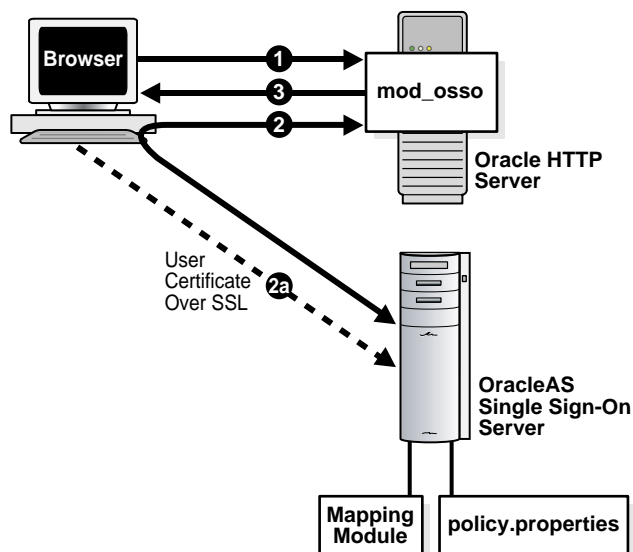 Browser
1
3
mod_osso
2
Oracle HTTP
Server
User
Certificate
Over SSL
2a
OracleAS
Single Sign-On
Server
Mapping
Module
policy.properties